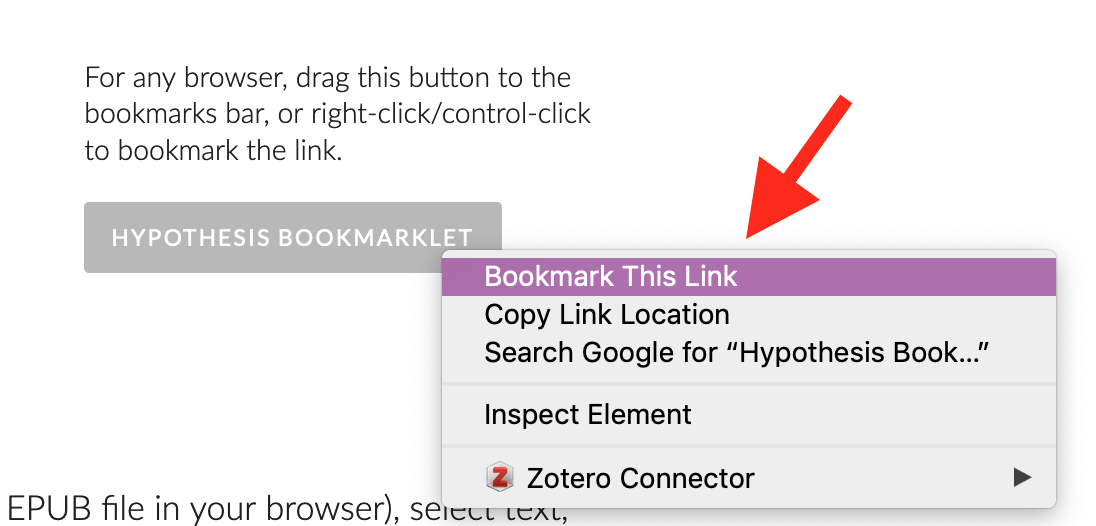 For any browser, drag this button to the
bookmarks bar, or right-click/control-click
to bookmark the link.
HYPOTHESIS BOOKMARKLET
Bookmark This Link
Copy Link Location
Search Google for “Hypothesis Book...”
Inspect Element
Z Zotero Connector
EPUB file in your browser), select text,